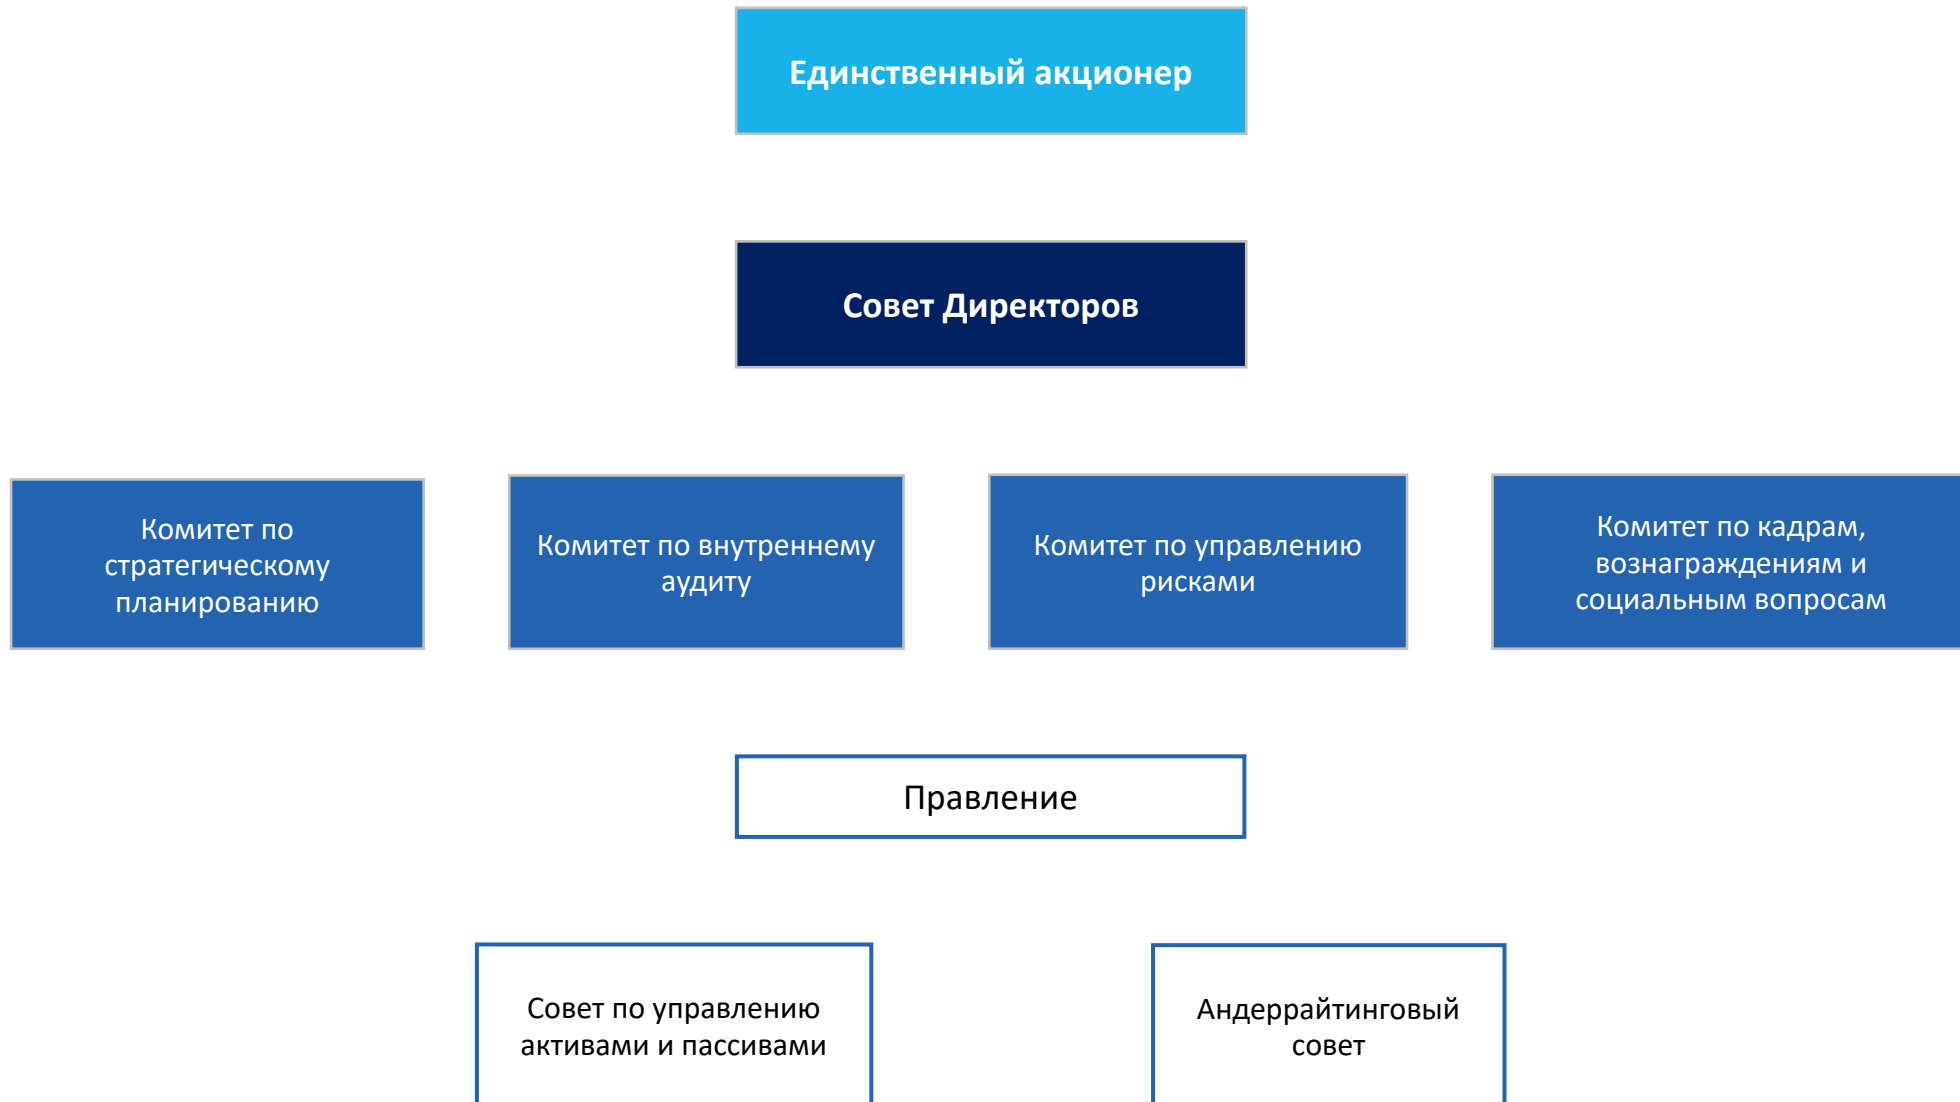 Единственный акционер
Совет Директоров
Комитет по
стратегическому
планированию
Комитет по внутреннему
аудиту
Комитет по управлению
рисками
Комитет по кадрам,
вознаграждениям и
социальным вопросам
Правление
Совет по управлению
активами и пассивами
Андеррайтинговый
совет